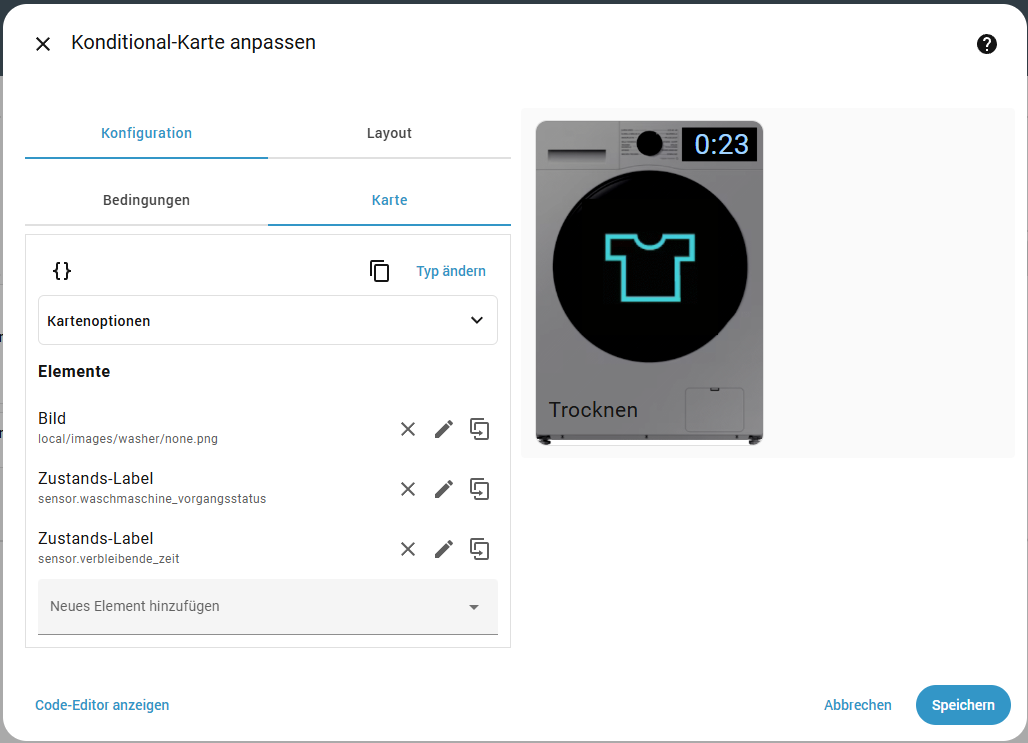 Konditional-Karte anpassen
Konfiguration
Layout
Bedingungen
Karte
{}
Typ ändern
Kartenoptionen
Elemente
Bild
local/images/washer/none.png
Zustands-Label
sensor.waschmaschine_vorgangsstatus
Zustands-Label
sensor.verbleibende_zeit
Neues Element hinzufügen
0:23
Trocknen
Code-Editor anzeigen
Abbrechen
Speichern